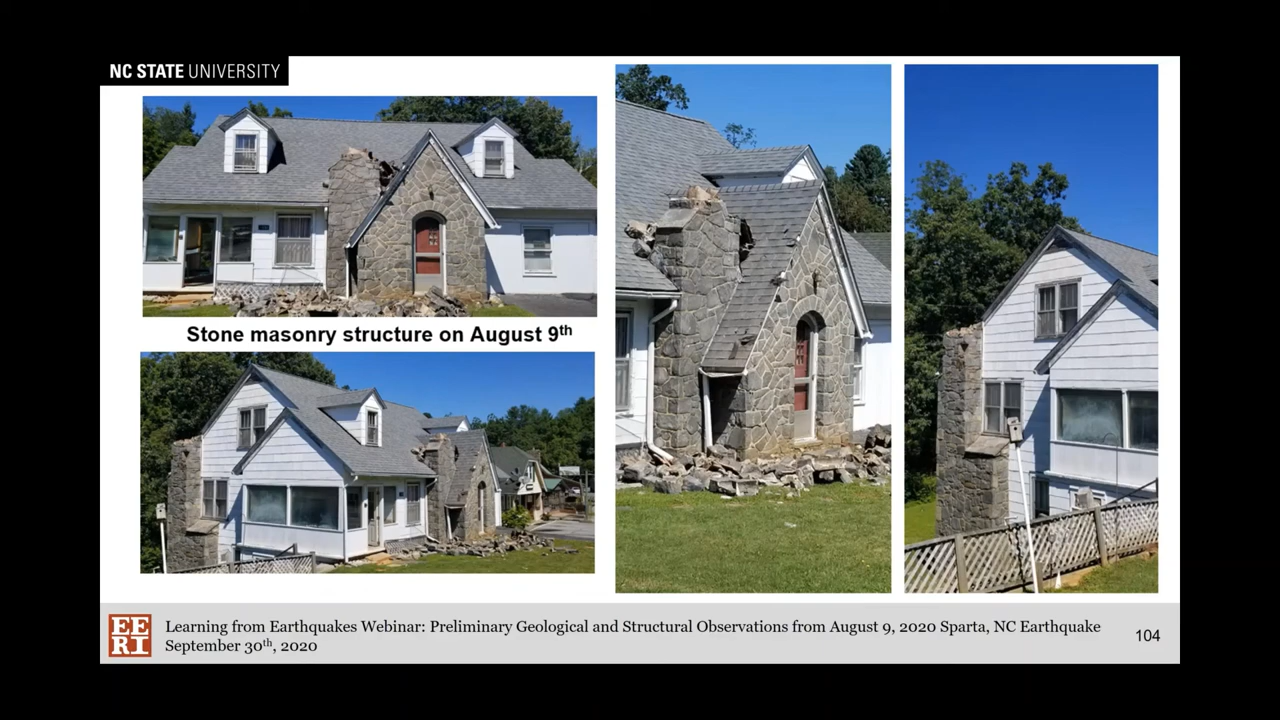 NC STATE UNIVERSITY
Stone masonry structure on August 9th
EE
RI
Learning from Earthquakes Webinar: Preliminary Geological and Structural Observations from August 9, 2020 Sparta, NC Earthquake
September 30th, 2020
104